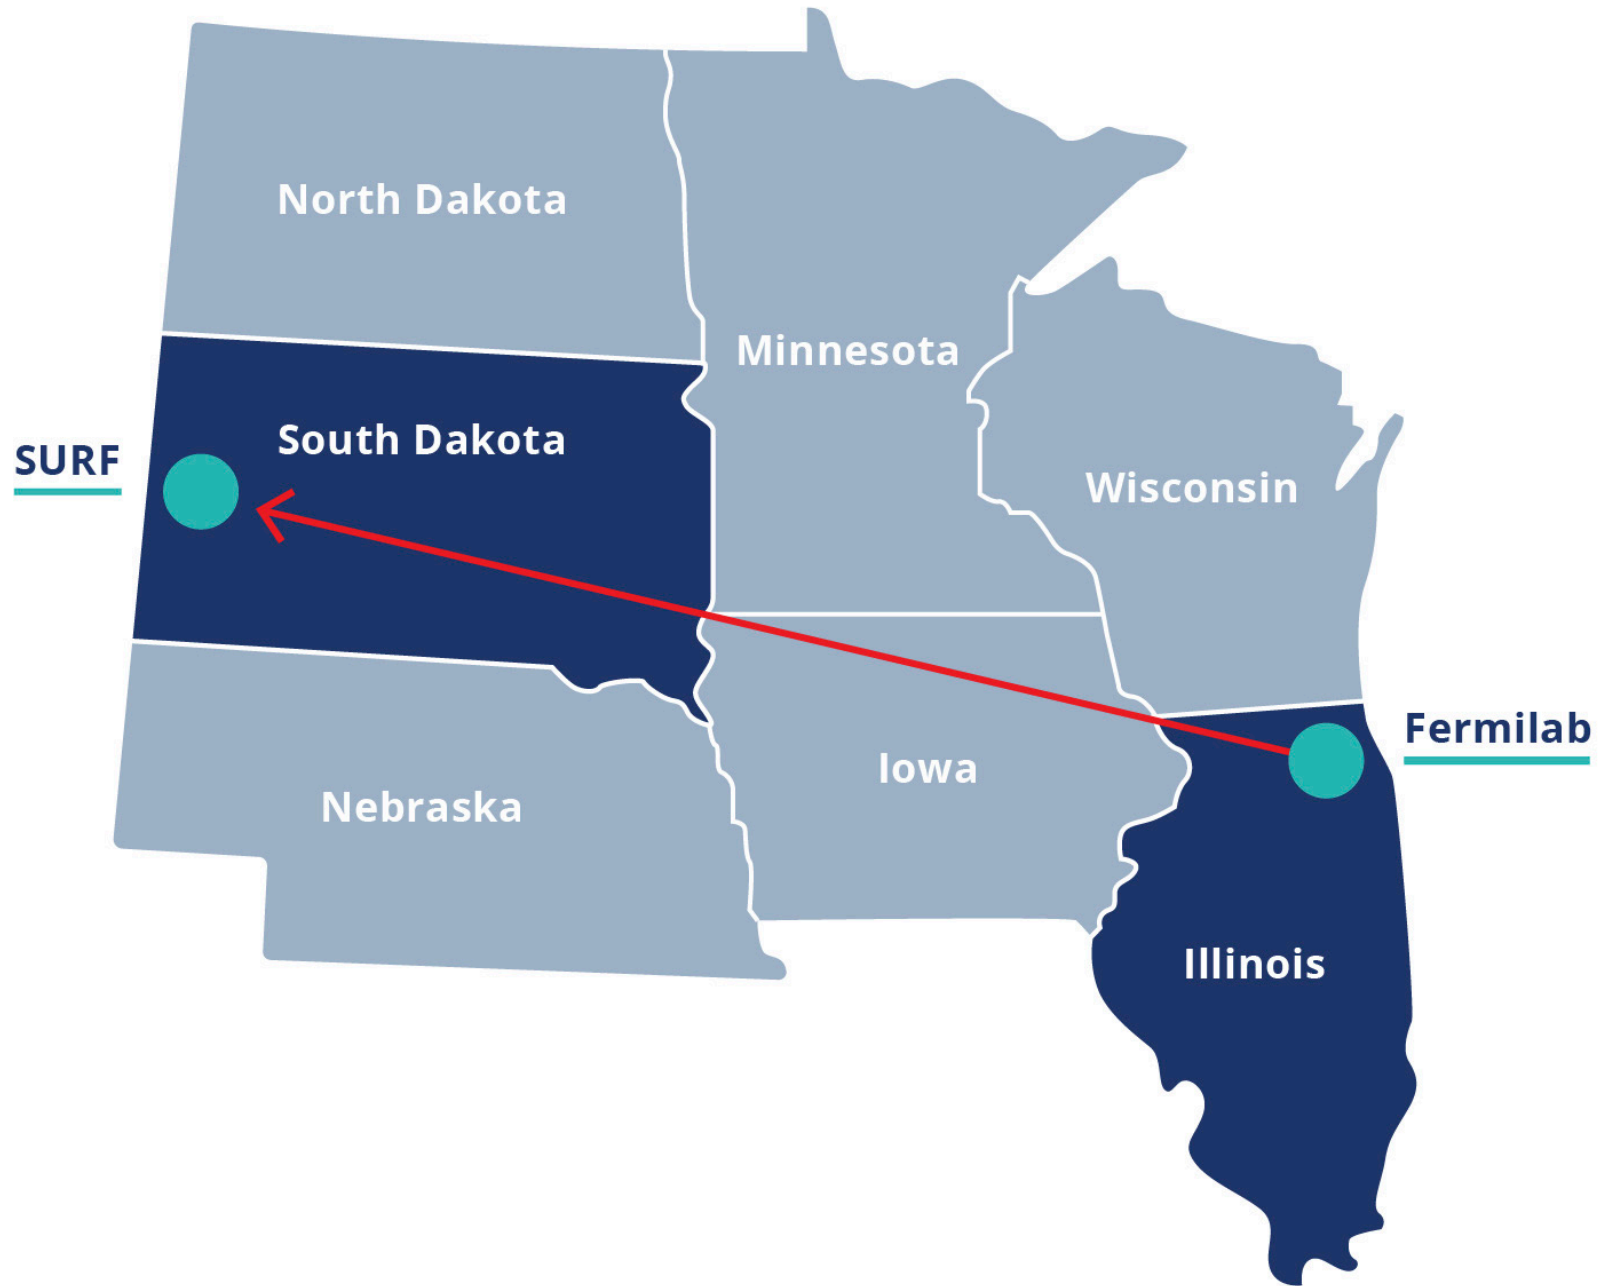 North Dakota
Minnesota
South Dakota
SURF
Wisconsin
Fermilab
Iowa
Nebraska
Illinois